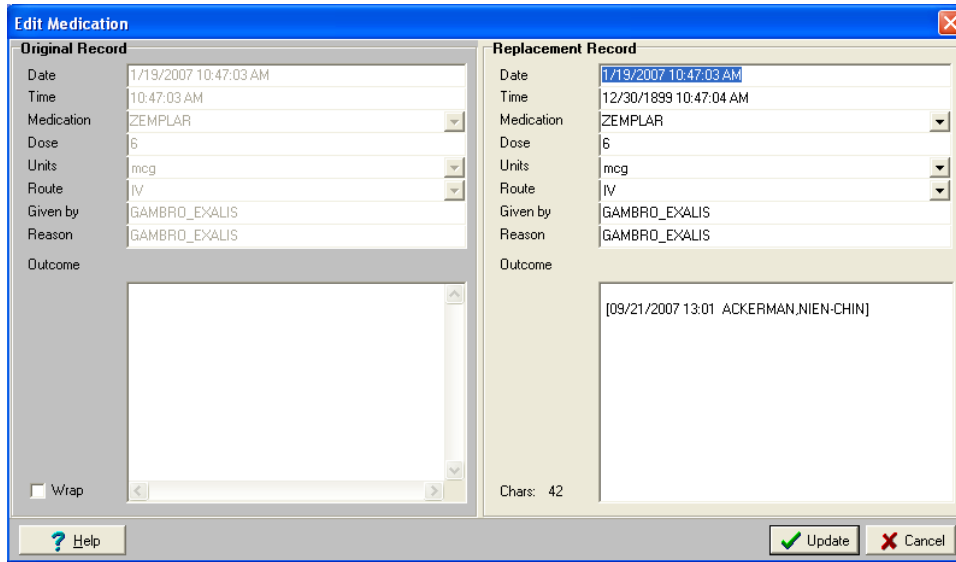 Edit Medication
Original Record
Date 1/19/2007 10:47:03 AM
Time 10:47:03 AM
Medication ZEMPLAR
Dose 6
Units mcg
Route IV
Given by GAMBRO_EXALIS
Reason GAMBRO_EXALIS
Outcome
Wrap
Replacement Record
Date 1/19/2007 10:47:03 AM
Time 12/30/1899 10:47:04 AM
Medication ZEMPLAR
Dose 6
Units mcg
Route IV
Given by GAMBRO_EXALIS
Reason GAMBRO_EXALIS
Outcome
[09/21/2007 13:01 ACKERMAN,NIEN-CHIN]
Chars: 42
? Help
Update
Cancel